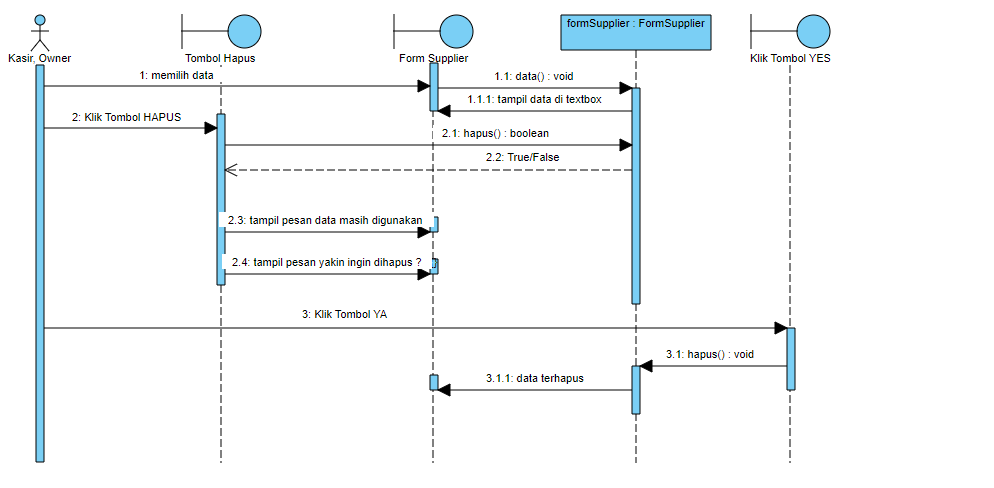 formSupplier : FormSupplier
Kasir, Owner
Tombol Hapus
Form Supplier
Klik Tombol YES
1: memilih data
1.1: data() : void
1.1.1: tampil data di textbox
2: Klik Tombol HAPUS
2.1: hapus() : boolean
2.2: True/False
2.3: tampil pesan data masih digunakan
2.4: tampil pesan yakin ingin dihapus ?
3: Klik Tombol YA
3.1: hapus() : void
3.1.1: data terhapus